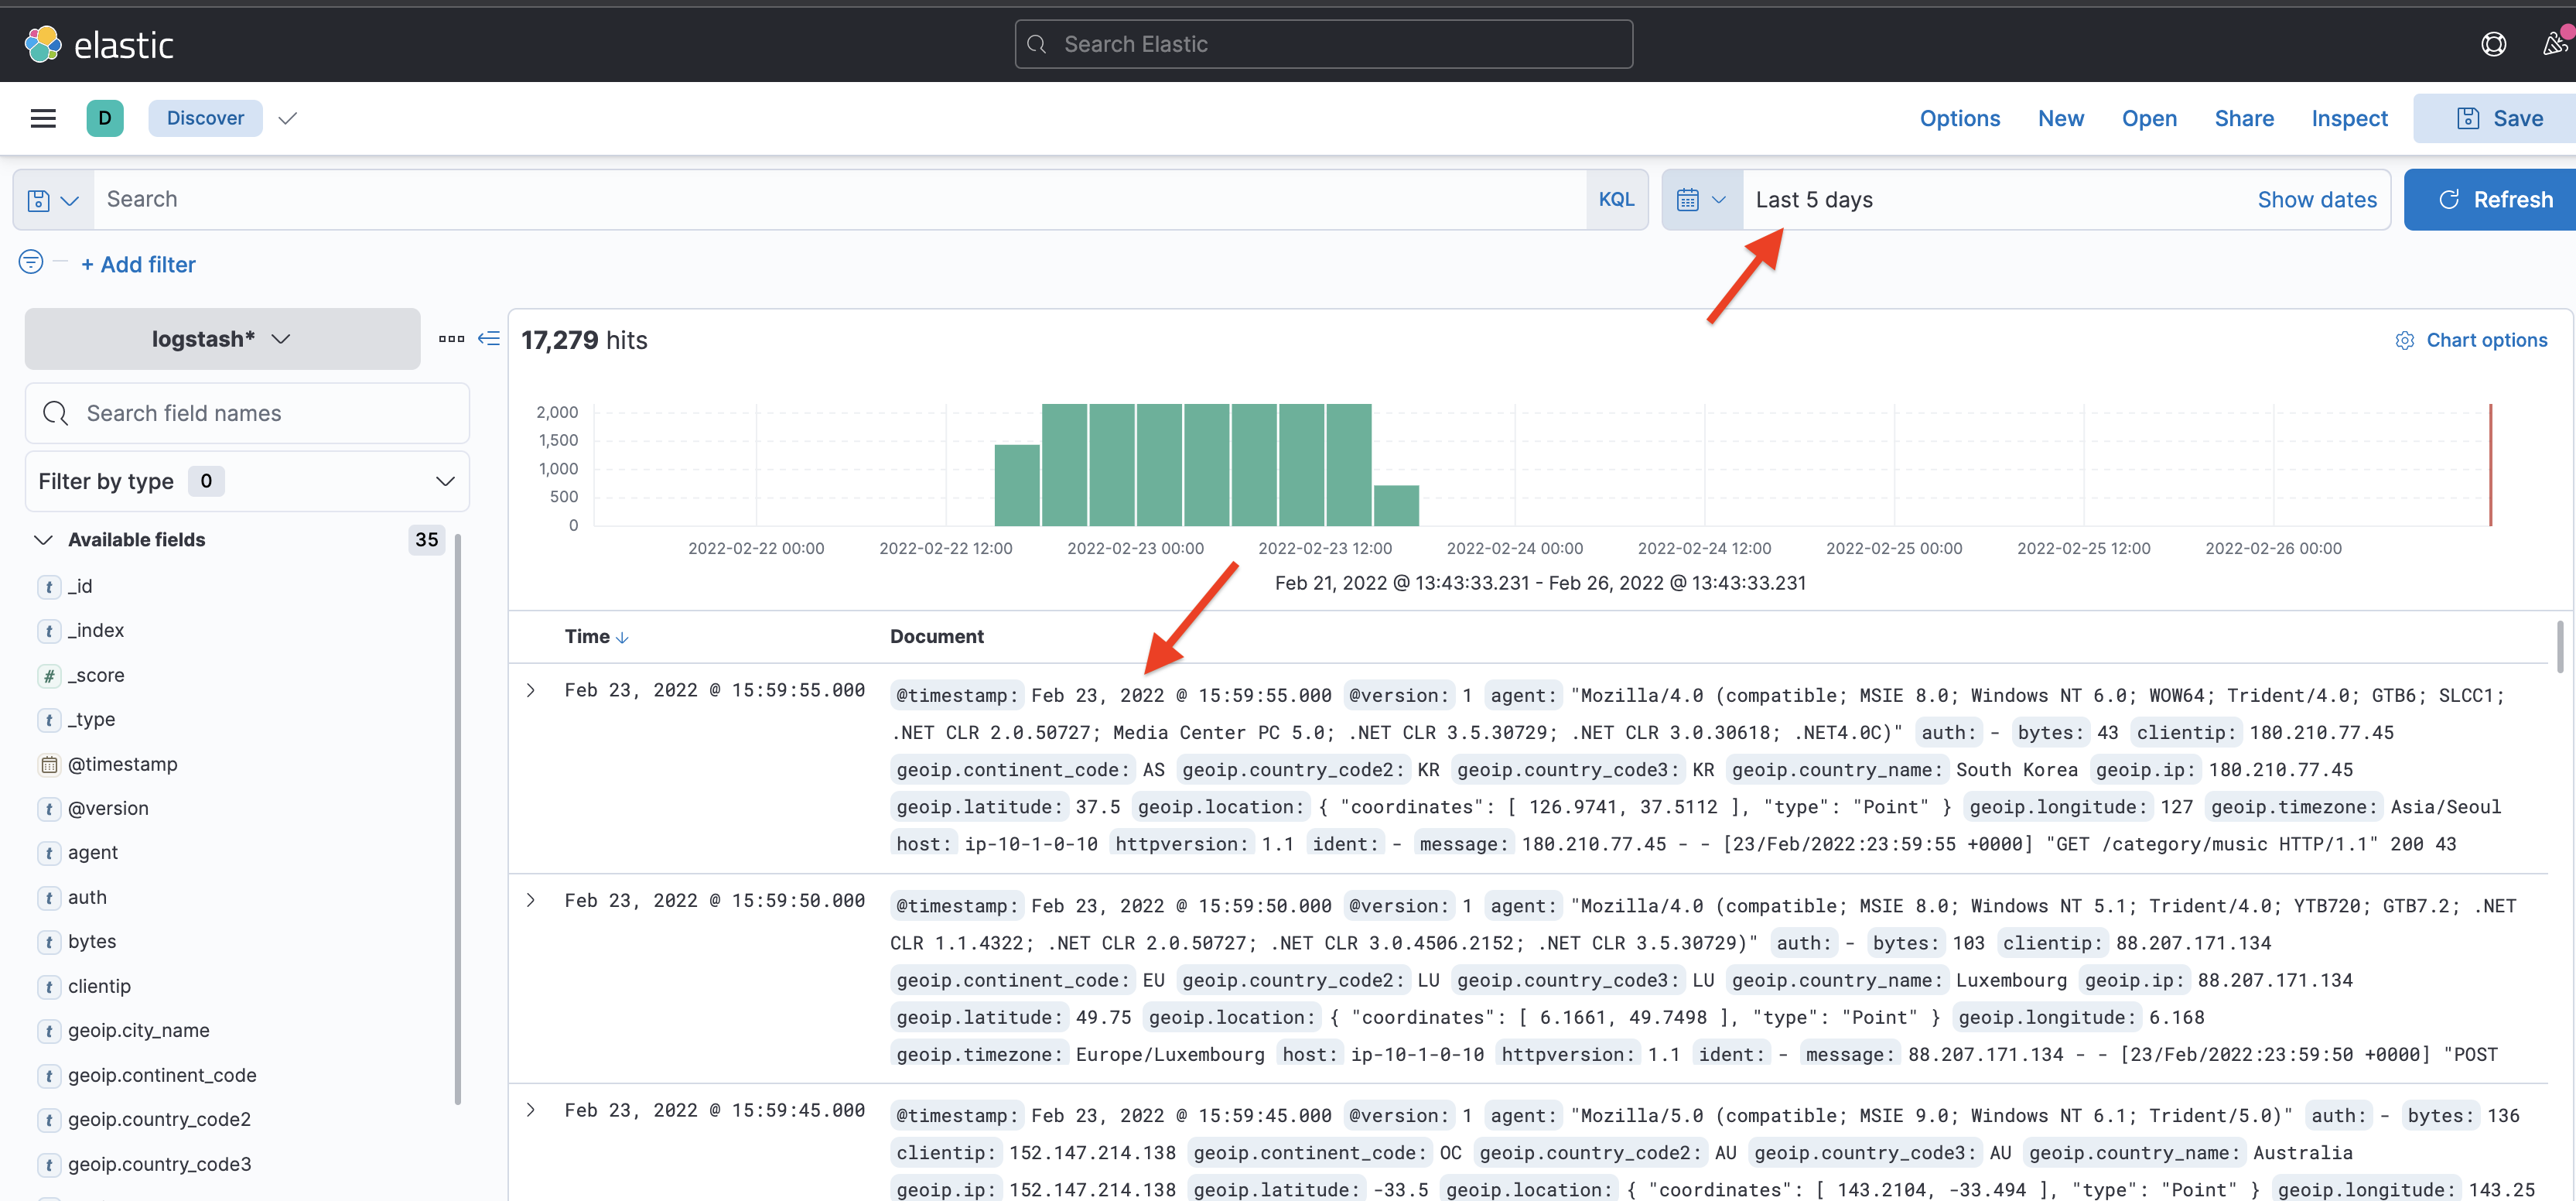 elastic
Search Elastic
D Discover Options New Open Share Inspect Save
Search KQL Last 5 days Show dates Refresh
+ Add filter
logstash*
17,279 hits Chart options
Search field names
Filter by type 0
Available fields 35
_id
_index
_score
_type
@timestamp
@version
agent
auth
bytes
clientip
geoip.city_name
geoip.continent_code
geoip.country_code2
geoip.country_code3
2,000
1,500
1,000
500
0
2022-02-22 00:00 2022-02-22 12:00 2022-02-23 00:00 2022-02-23 12:00 2022-02-24 00:00 2022-02-24 12:00 2022-02-25 00:00 2022-02-25 12:00 2022-02-26 00:00
Feb 21, 2022 @ 13:43:33.231 - Feb 26, 2022 @ 13:43:33.231
Time Document
Feb 23, 2022 @ 15:59:55.000 @timestamp: Feb 23, 2022 @ 15:59:55.000 @version: 1 agent: "Mozilla/4.0 (compatible; MSIE 8.0; Windows NT 6.0; WOW64; Trident/4.0; GTB6; SLCC1;
.NET CLR 2.0.50727; Media Center PC 5.0; .NET CLR 3.5.30729; .NET CLR 3.0.30618; .NET4.0C)" auth: - bytes: 43 clientip: 180.210.77.45
geoip.continent_code: AS geoip.country_code2: KR geoip.country_code3: KR geoip.country_name: South Korea geoip.ip: 180.210.77.45
geoip.latitude: 37.5 geoip.location: { "coordinates": [ 126.9741, 37.5112 ], "type": "Point" } geoip.longitude: 127 geoip.timezone: Asia/Seoul
host: ip-10-1-0-10 httpversion: 1.1 ident: - message: 180.210.77.45 - - [23/Feb/2022:23:59:55 +0000] "GET /category/music HTTP/1.1" 200 43
Feb 23, 2022 @ 15:59:50.000 @timestamp: Feb 23, 2022 @ 15:59:50.000 @version: 1 agent: "Mozilla/4.0 (compatible; MSIE 8.0; Windows NT 5.1; Trident/4.0; YTB720; GTB7.2; .NET
CLR 1.1.4322; .NET CLR 2.0.50727; .NET CLR 3.0.4506.2152; .NET CLR 3.5.30729)" auth: - bytes: 103 clientip: 88.207.171.134
geoip.continent_code: EU geoip.country_code2: LU geoip.country_code3: LU geoip.country_name: Luxembourg geoip.ip: 88.207.171.134
geoip.latitude: 49.75 geoip.location: { "coordinates": [ 6.1661, 49.7498 ], "type": "Point" } geoip.longitude: 6.168
geoip.timezone: Europe/Luxembourg host: ip-10-1-0-10 httpversion: 1.1 ident: - message: 88.207.171.134 - - [23/Feb/2022:23:59:50 +0000] "POST
Feb 23, 2022 @ 15:59:45.000 @timestamp: Feb 23, 2022 @ 15:59:45.000 @version: 1 agent: "Mozilla/5.0 (compatible; MSIE 9.0; Windows NT 6.1; Trident/5.0)" auth: - bytes: 136
clientip: 152.147.214.138 geoip.continent_code: OC geoip.country_code2: AU geoip.country_code3: AU geoip.country_name: Australia
geoip.ip: 152.147.214.138 geoip.latitude: -33.5 geoip.location: { "coordinates": [ 143.2104, -33.494 ], "type": "Point" } geoip.longitude: 143.25